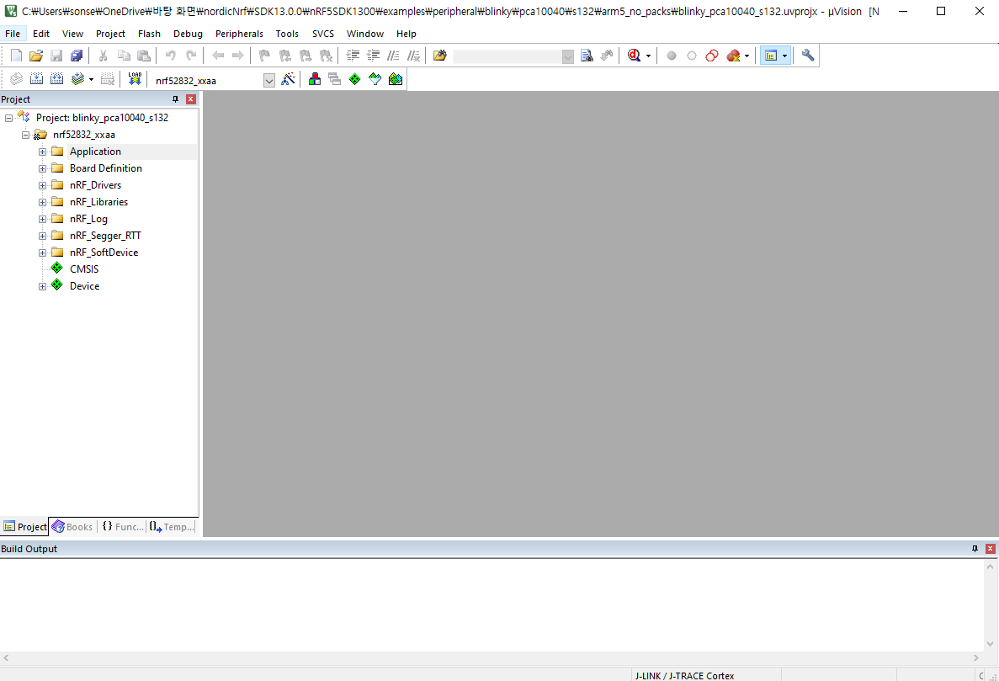 C:₩Users₩sonse₩OneDrive₩바탕 화면₩nordicNrf₩SDK13.0.0₩nRF5SDK1300₩examples₩peripheral₩blinky₩pca10040₩s132₩arm5_no_packs₩blinky_pca10040_s132.uvprojx - µVision [N
File Edit View Project Flash Debug Peripherals Tools SVCS Window Help
LOAD
nrf52832_xxaa
Project
Project: blinky_pca10040_s132
nrf52832_xxaa
Application
Board Definition
nRF_Drivers
nRF_Libraries
nRF_Log
nRF_Segger_RTT
nRF_SoftDevice
CMSIS
Device
Project Books {} Func... Temp...
Build Output
J-LINK / J-TRACE Cortex